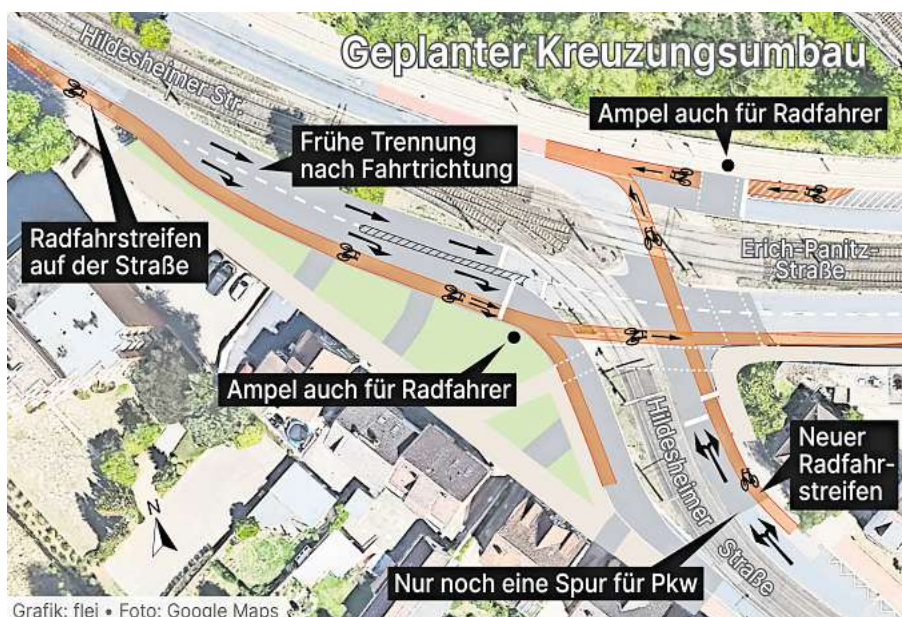 Geplanter Kreuzungsumbau
Hildesheimer Str.
Ampel auch für Radfahrer
Frühe Trennung
nach Fahrtrichtung
Radfahrstreifen
auf der Straße
Erich-Panitz-
Straße
Ampel auch für Radfahrer
Hildesheimer
Straße
Neuer
Radfahr-
streifen
N
Nur noch eine Spur für Pkw
Grafik: flei • Foto: Google Maps